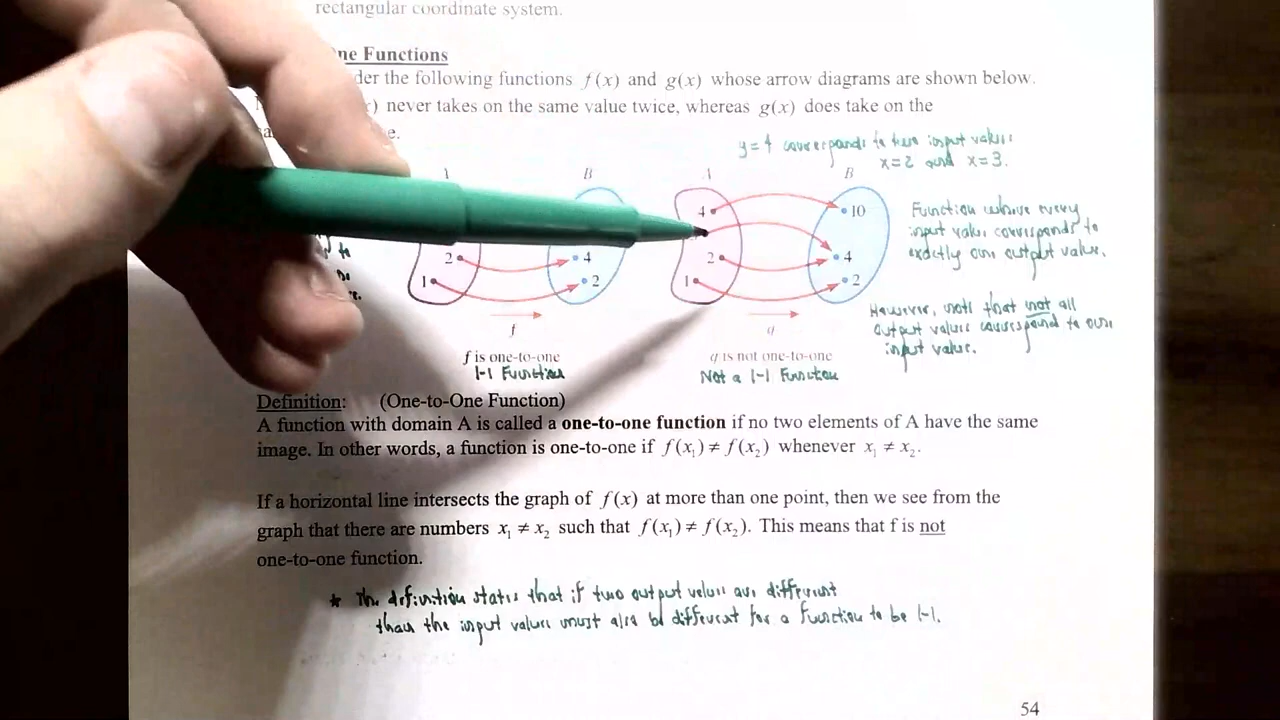 rectangular coordinate system.
ne Functions
der the following functions f(x) and g(x) whose arrow diagrams are shown below.
) never takes on the same value twice, whereas g(x) does take on the
e.
y=4 corresponds to two input values
x=2 and x=3.
A B
B
4 10
2 4
2 4
1 2
1 2
f
g
Function where every
input value corresponds to
exactly one output value.
However, note that not all
output values correspond to one
input value.
f is one-to-one
g is not one-to-one
1-1 Function
Not a 1-1 Function
Definition: (One-to-One Function)
A function with domain A is called a one-to-one function if no two elements of A have the same
image. In other words, a function is one-to-one if f(x₁) ≠ f(x₂) whenever x₁ ≠ x₂.
If a horizontal line intersects the graph of f(x) at more than one point, then we see from the
graph that there are numbers x₁ ≠ x₂ such that f(x₁) ≠ f(x₂). This means that f is not
one-to-one function.
* The definition states that if two output values are different
than the input values must also be different for a function to be 1-1.
54